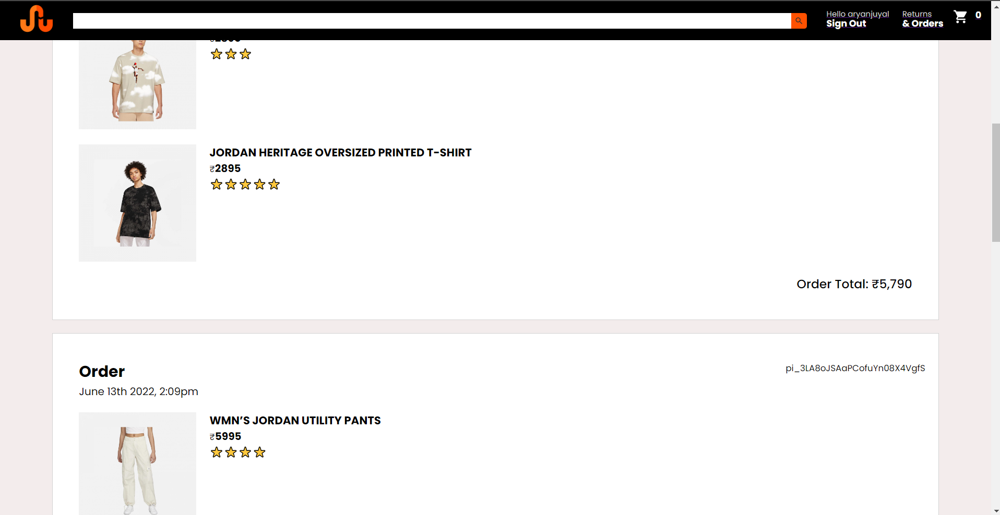 Hello aryanjuyal
Sign Out
Returns
& Orders
0
JORDAN HERITAGE OVERSIZED PRINTED T-SHIRT
₹2895
Order Total: ₹5,790
Order
pi_3LA8oJSAaPCofuYn08X4VgfS
June 13th 2022, 2:09pm
WMN’S JORDAN UTILITY PANTS
₹5995